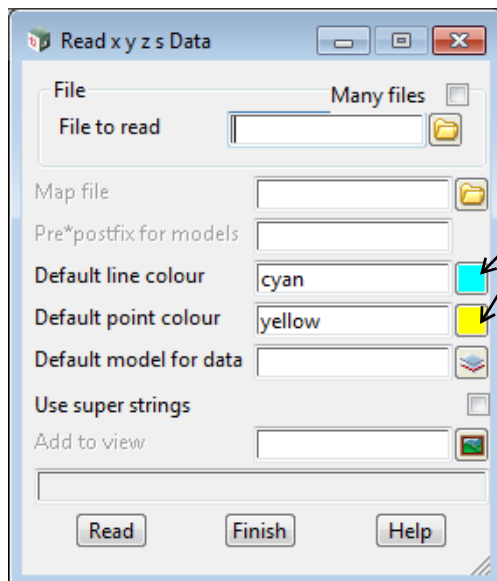 Read x y z s Data
File
Many files
File to read
Map file
Pre*postfix for models
Default line colour cyan
Default point colour yellow
Default model for data
Use super strings
Add to view
Read Finish Help